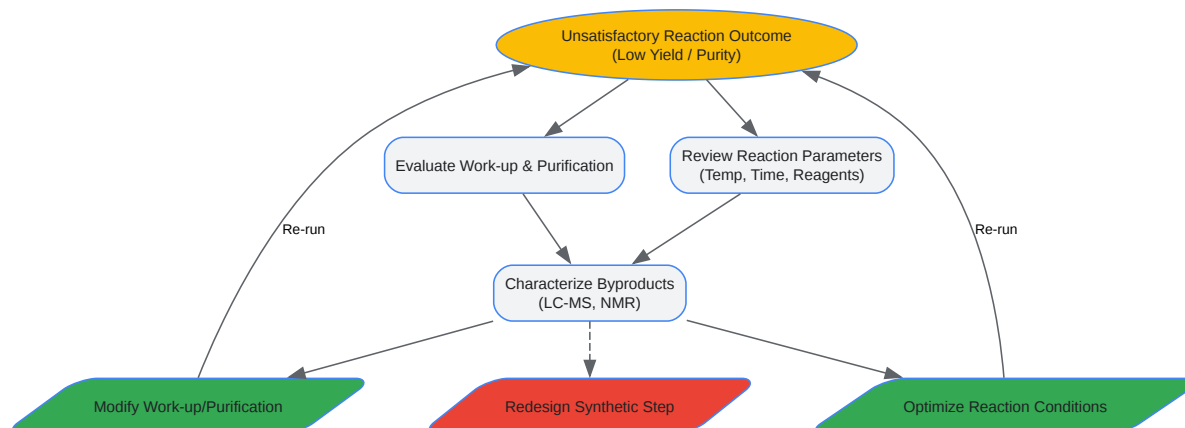 Unsatisfactory Reaction Outcome
(Low Yield / Purity)
Evaluate Work-up & Purification
Review Reaction Parameters
(Temp, Time, Reagents)
Re-run
Re-run
Characterize Byproducts
(LC-MS, NMR)
Modify Work-up/Purification
Redesign Synthetic Step
Optimize Reaction Conditions